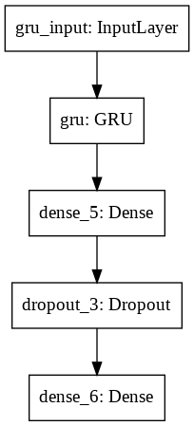 gru_input: InputLayer
gru: GRU
dense_5: Dense
dropout_3: Dropout
dense_6: Dense